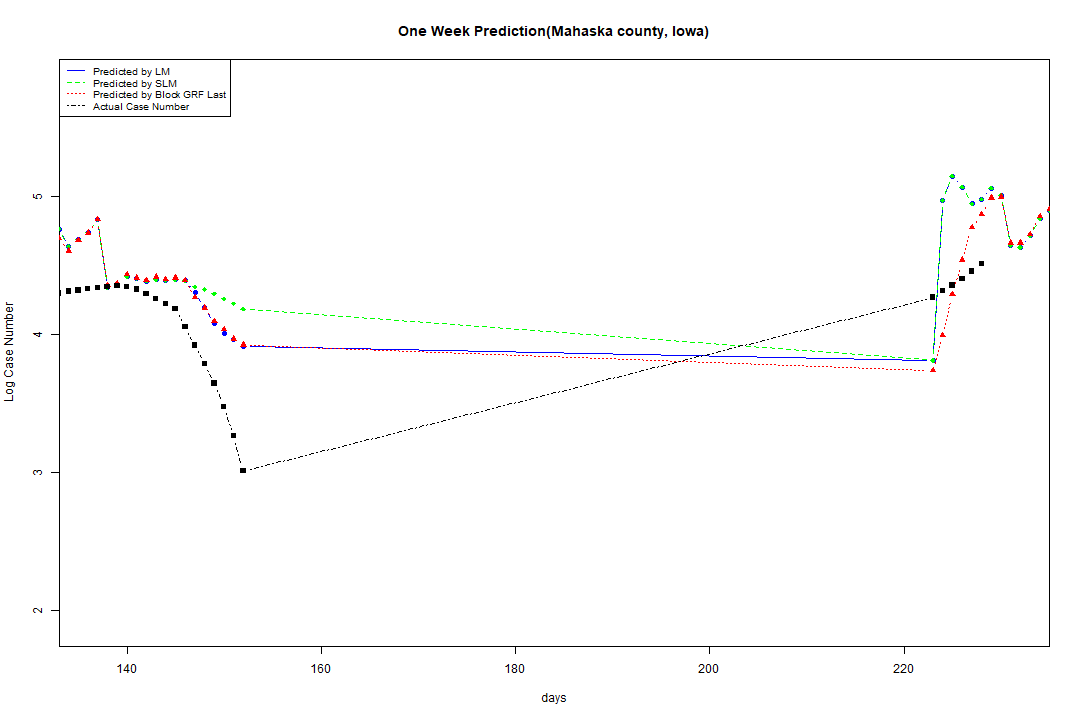 One Week Prediction(Mahaska county, Iowa)
Predicted by LM
Predicted by SLM
Predicted by Block GRF Last
Actual Case Number
5
4
3
2
Log Case Number
140 160 180 200 220
days